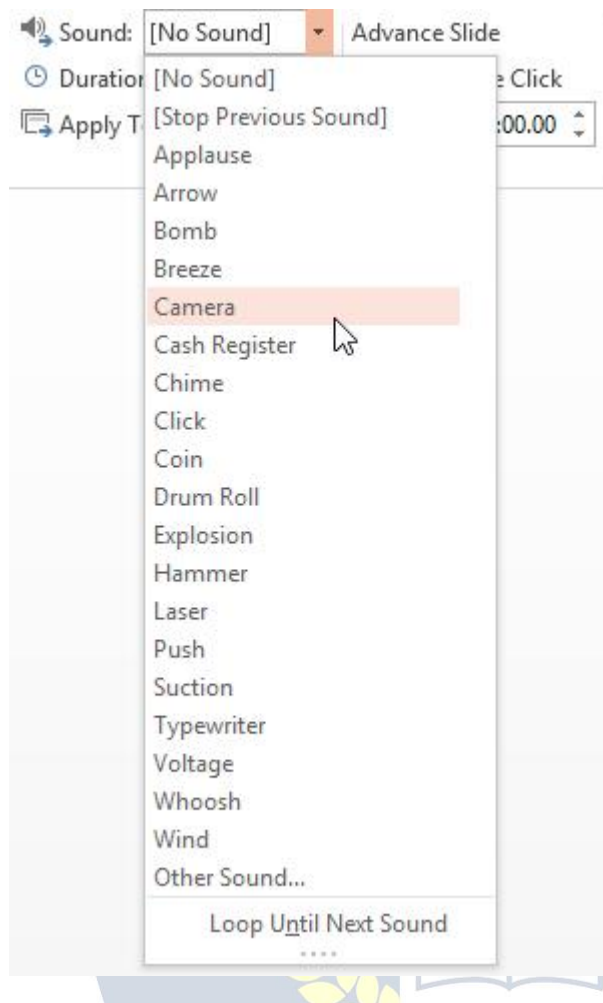 Sound: [No Sound] Advance Slide
Duration [No Sound] Click
Apply [Stop Previous Sound] :00.00
Applause
Arrow
Bomb
Breeze
Camera
Cash Register
Chime
Click
Coin
Drum Roll
Explosion
Hammer
Laser
Push
Suction
Typewriter
Voltage
Whoosh
Wind
Other Sound...
Loop Until Next Sound